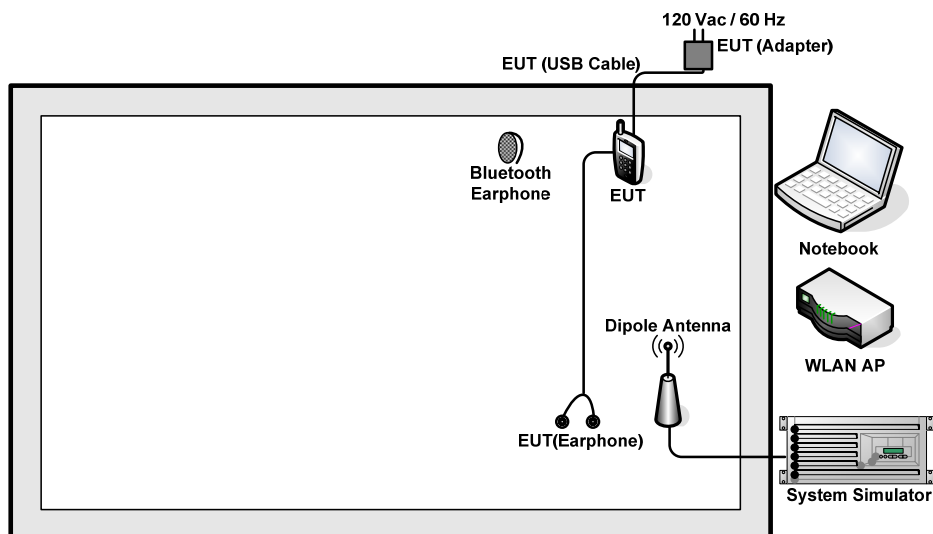 120 Vac / 60 Hz
EUT (Adapter)
EUT (USB Cable)
Bluetooth
Earphone
EUT
Notebook
Dipole Antenna
WLAN AP
EUT(Earphone)
System Simulator